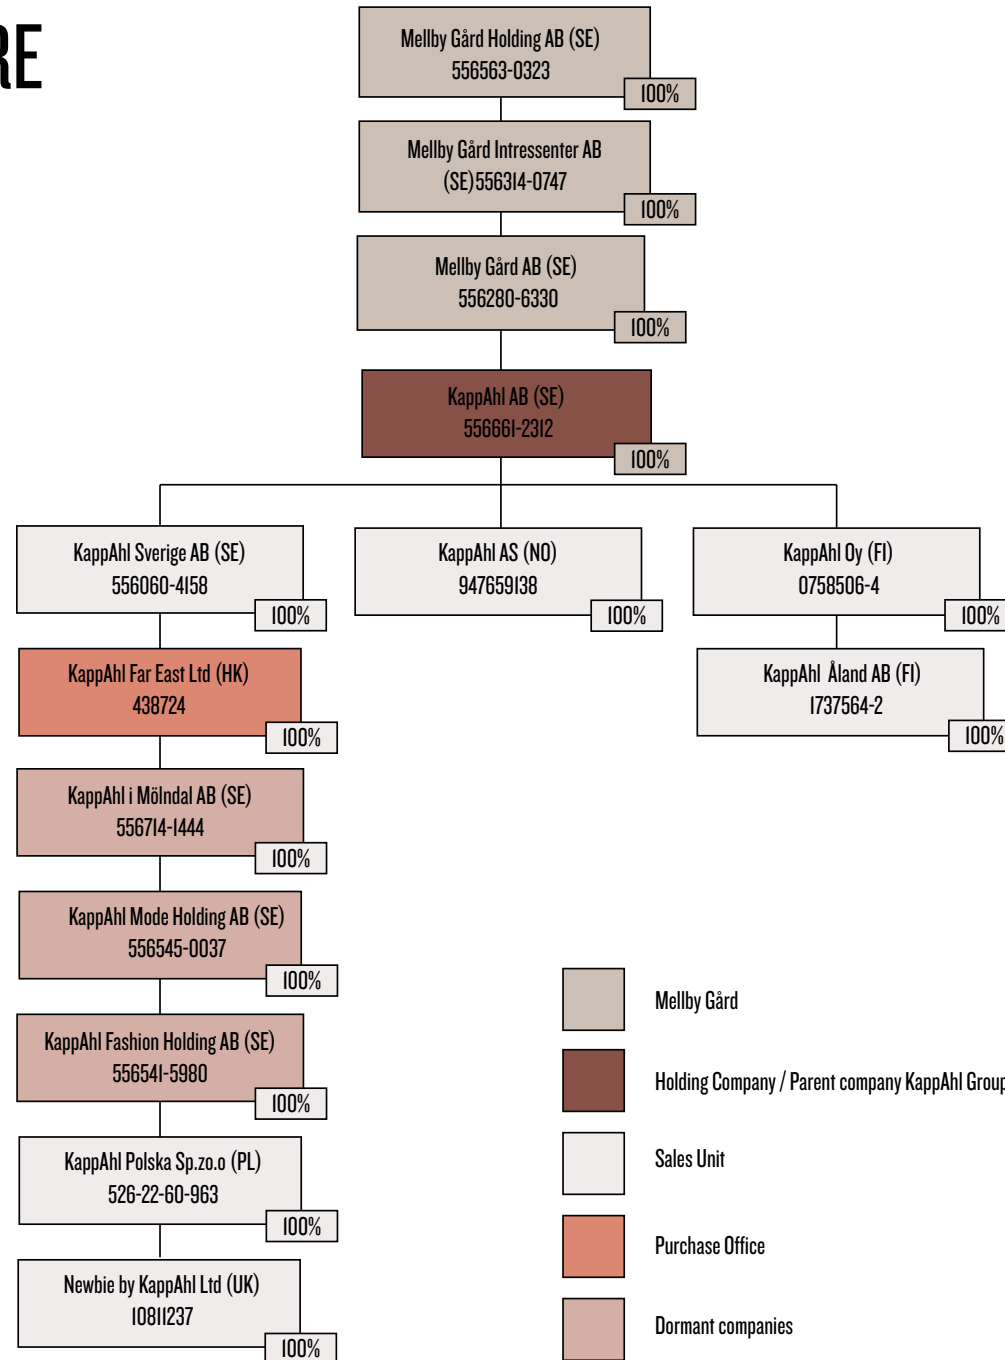 RE
Mellby Gård Holding AB (SE)
556563-0323
100%
Mellby Gård Intressenter AB
(SE)556314-0747
100%
Mellby Gård AB (SE)
556280-6330
100%
KappAhl AB (SE)
556661-2312
100%
KappAhl Sverige AB (SE)
556060-4158
100%
KappAhl AS (NO)
947659138
100%
KappAhl Oy (FI)
0758506-4
100%
KappAhl Far East Ltd (HK)
438724
100%
KappAhl Åland AB (FI)
1737564-2
100%
KappAhl i Mölndal AB (SE)
556714-1444
100%
KappAhl Mode Holding AB (SE)
556545-0037
100%
KappAhl Fashion Holding AB (SE)
556541-5980
100%
KappAhl Polska Sp.zo.o (PL)
526-22-60-963
100%
Newbie by KappAhl Ltd (UK)
10811237
100%
Mellby Gård
Holding Company / Parent company KappAhl Group
Sales Unit
Purchase Office
Dormant companies